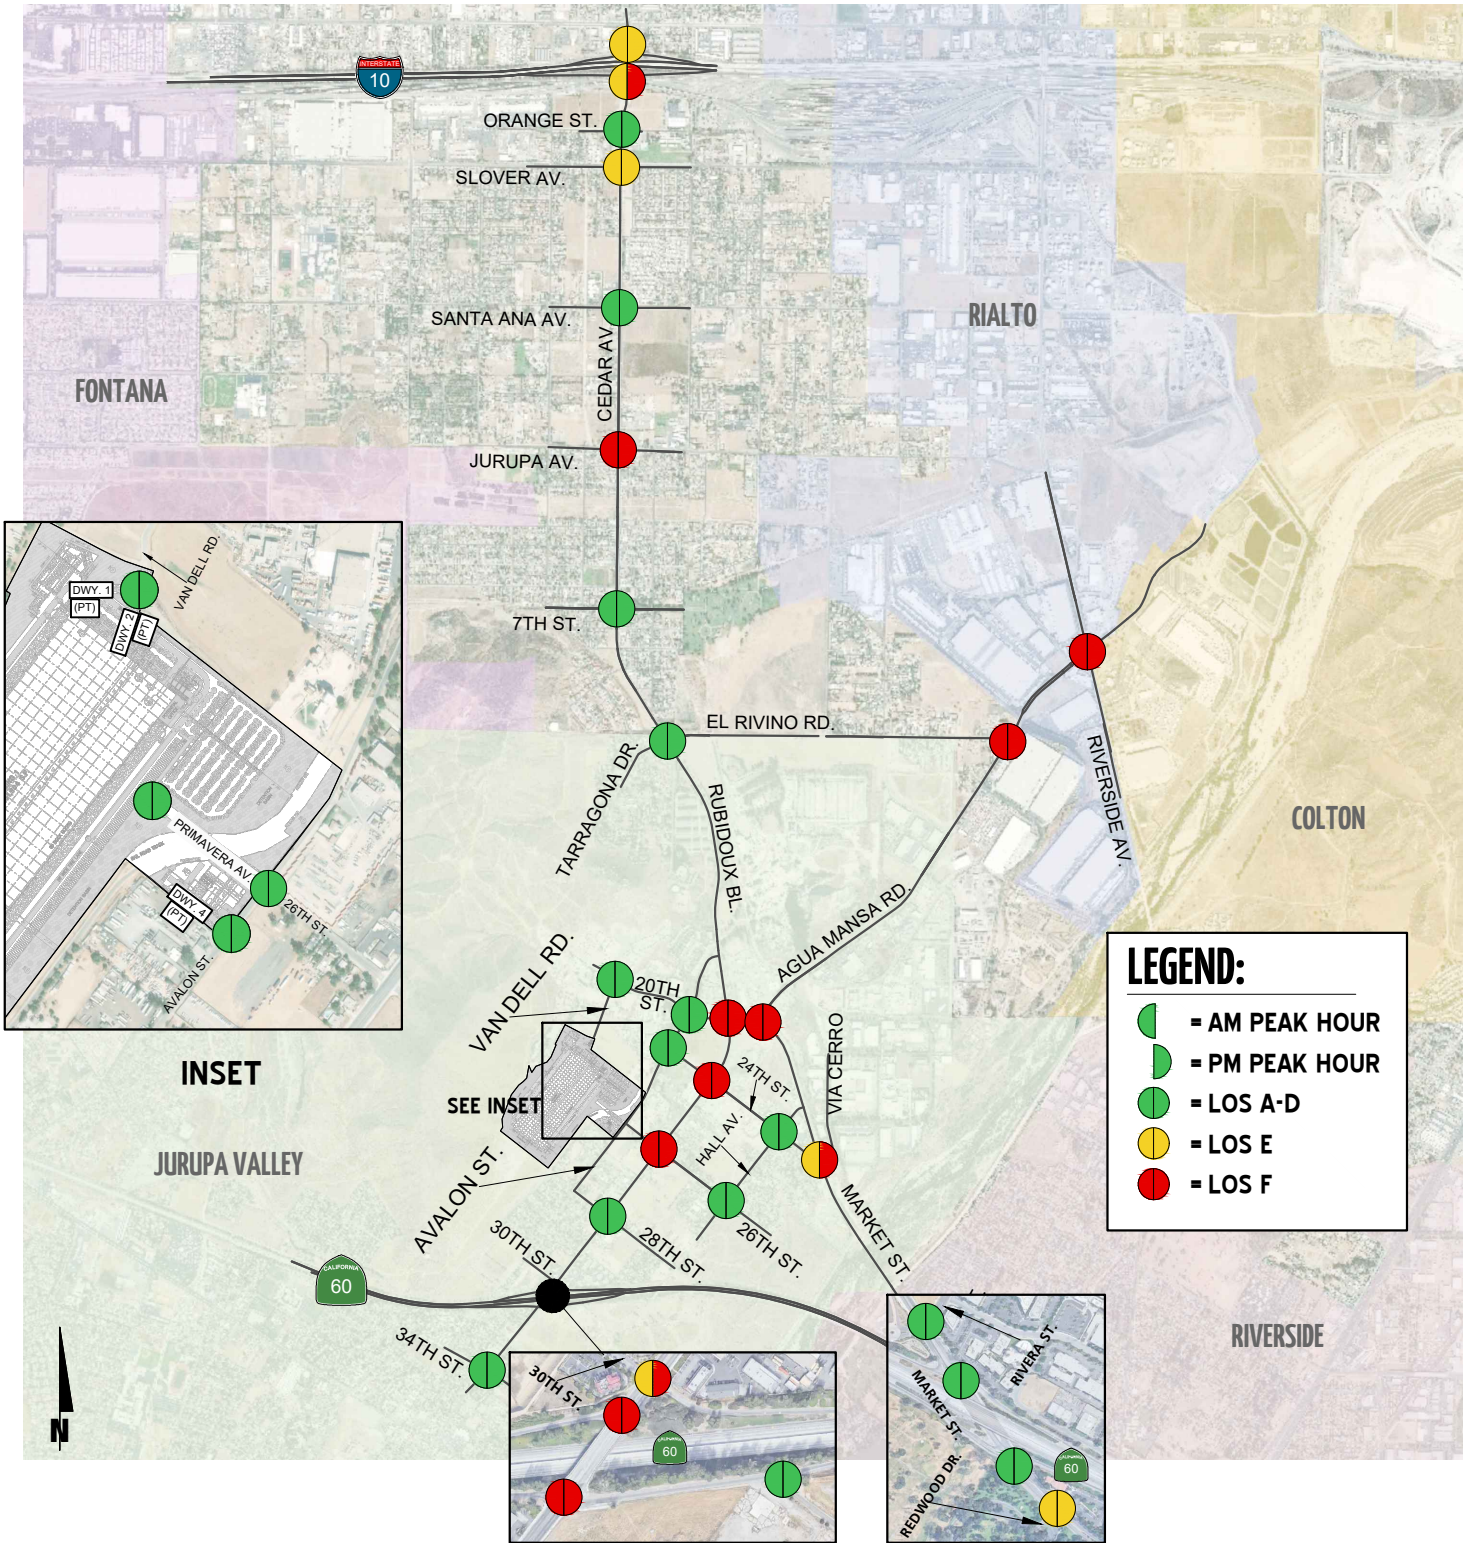 INTERSTATE
10
ORANGE ST.
SLOVER AV.
SANTA ANA AV.
CEDAR AV.
RIALTO
FONTANA
JURUPA AV.
7TH ST.
VAN DELL RD.
DWY. 1
(PT)
DWY. 2
(PT)
PRIMAVERA AV.
DWY. 4
(PT)
26TH ST.
AVALON ST.
INSET
EL RIVINO RD.
TARRAGONA DR.
RUBIDOUX BL.
RIVERSIDE AV.
COLTON
AGUA MANSA RD.
VAN DELL RD.
20TH
ST.
24TH ST.
VIA CERRO
SEE INSET
HALL AV.
JURUPA VALLEY
AVALON ST.
30TH ST.
28TH ST.
26TH ST.
MARKET ST.
LEGEND:
= AM PEAK HOUR
= PM PEAK HOUR
= LOS A-D
= LOS E
= LOS F
CALIFORNIA
60
34TH ST.
RIVERSIDE
N
30TH ST.
CALIFORNIA
60
RIVERA ST.
MARKET ST.
REDWOOD DR.
CALIFORNIA
60